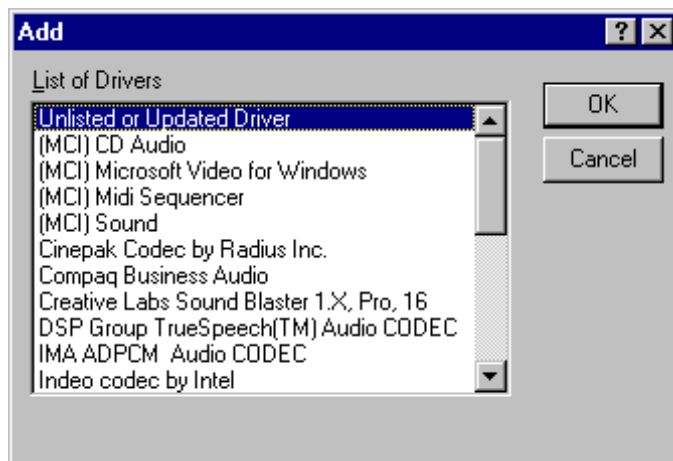 Add
List of Drivers
Unlisted or Updated Driver
(MCI) CD Audio
(MCI) Microsoft Video for Windows
(MCI) Midi Sequencer
(MCI) Sound
Cinepak Codec by Radius Inc.
Compaq Business Audio
Creative Labs Sound Blaster 1.X, Pro, 16
DSP Group TrueSpeech(TM) Audio CODEC
IMA ADPCM  Audio CODEC
Indeo codec by Intel
OK
Cancel